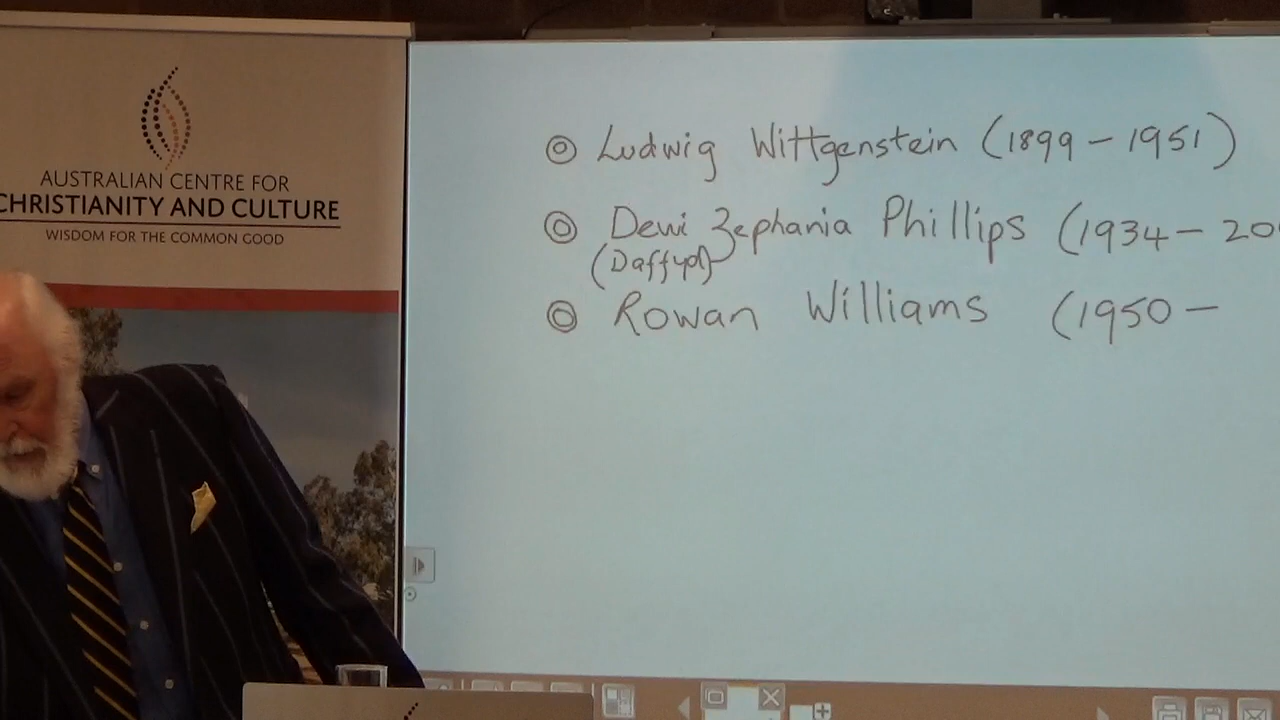 AUSTRALIAN CENTRE FOR
CHRISTIANITY AND CULTURE
WISDOM FOR THE COMMON GOOD
Ludwig Wittgenstein (1899 – 1951)
Dewi Zephania Phillips (1934 – 20
(Daffyd)
Rowan Williams (1950 –